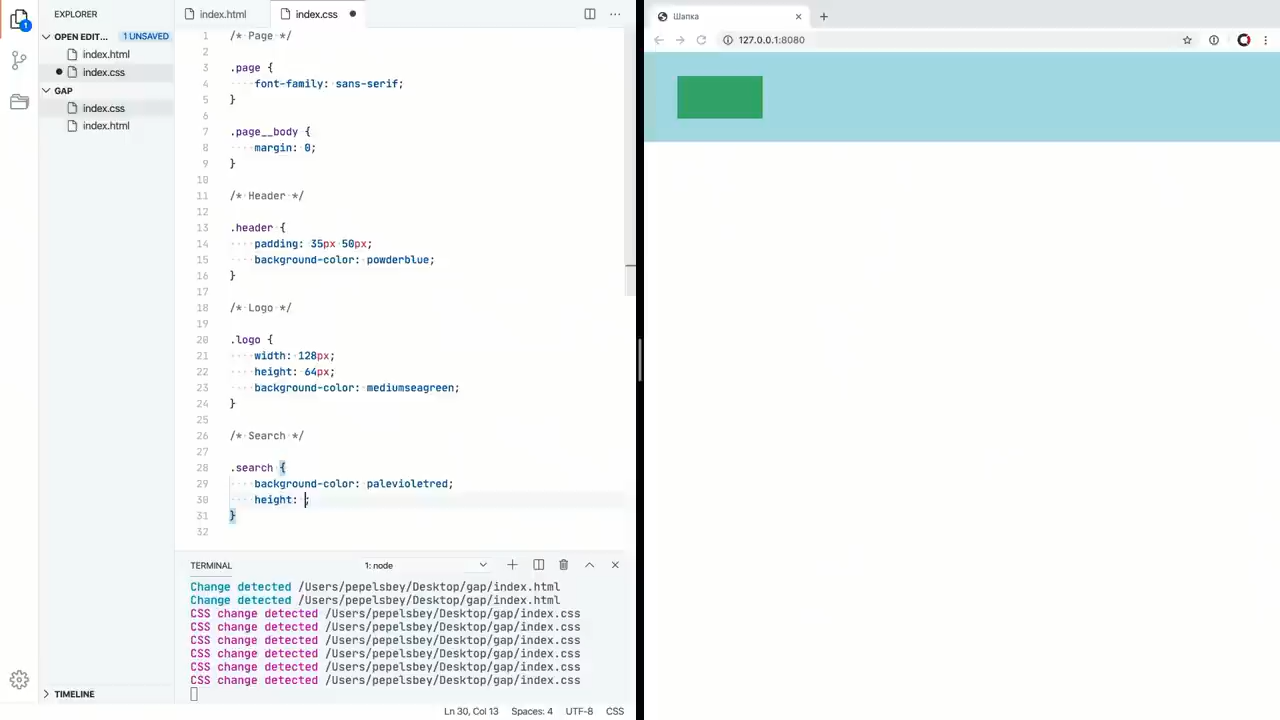 EXPLORER
OPEN EDIT... 1 UNSAVED
index.html
index.css
GAP
index.css
index.html
TIMELINE
1
index.html
index.css
1 /* Page */
2
3 .page {
4 font-family: sans-serif;
5 }
6
7 .page__body {
8 margin: 0;
9 }
10
11 /* Header */
12
13 .header {
14 padding: 35px 50px;
15 background-color: powderblue;
16 }
17
18 /* Logo */
19
20 .logo {
21 width: 128px;
22 height: 64px;
23 background-color: mediumseagreen;
24 }
25
26 /* Search */
27
28 .search {
29 background-color: palevioletred;
30 height: ;
31 }
32
TERMINAL 1: node
Change detected /Users/pepelsbey/Desktop/gap/index.html
Change detected /Users/pepelsbey/Desktop/gap/index.html
CSS change detected /Users/pepelsbey/Desktop/gap/index.css
CSS change detected /Users/pepelsbey/Desktop/gap/index.css
CSS change detected /Users/pepelsbey/Desktop/gap/index.css
CSS change detected /Users/pepelsbey/Desktop/gap/index.css
CSS change detected /Users/pepelsbey/Desktop/gap/index.css
CSS change detected /Users/pepelsbey/Desktop/gap/index.css
Ln 30, Col 13 Spaces: 4 UTF-8 CSS
Шапка
127.0.0.1:8080